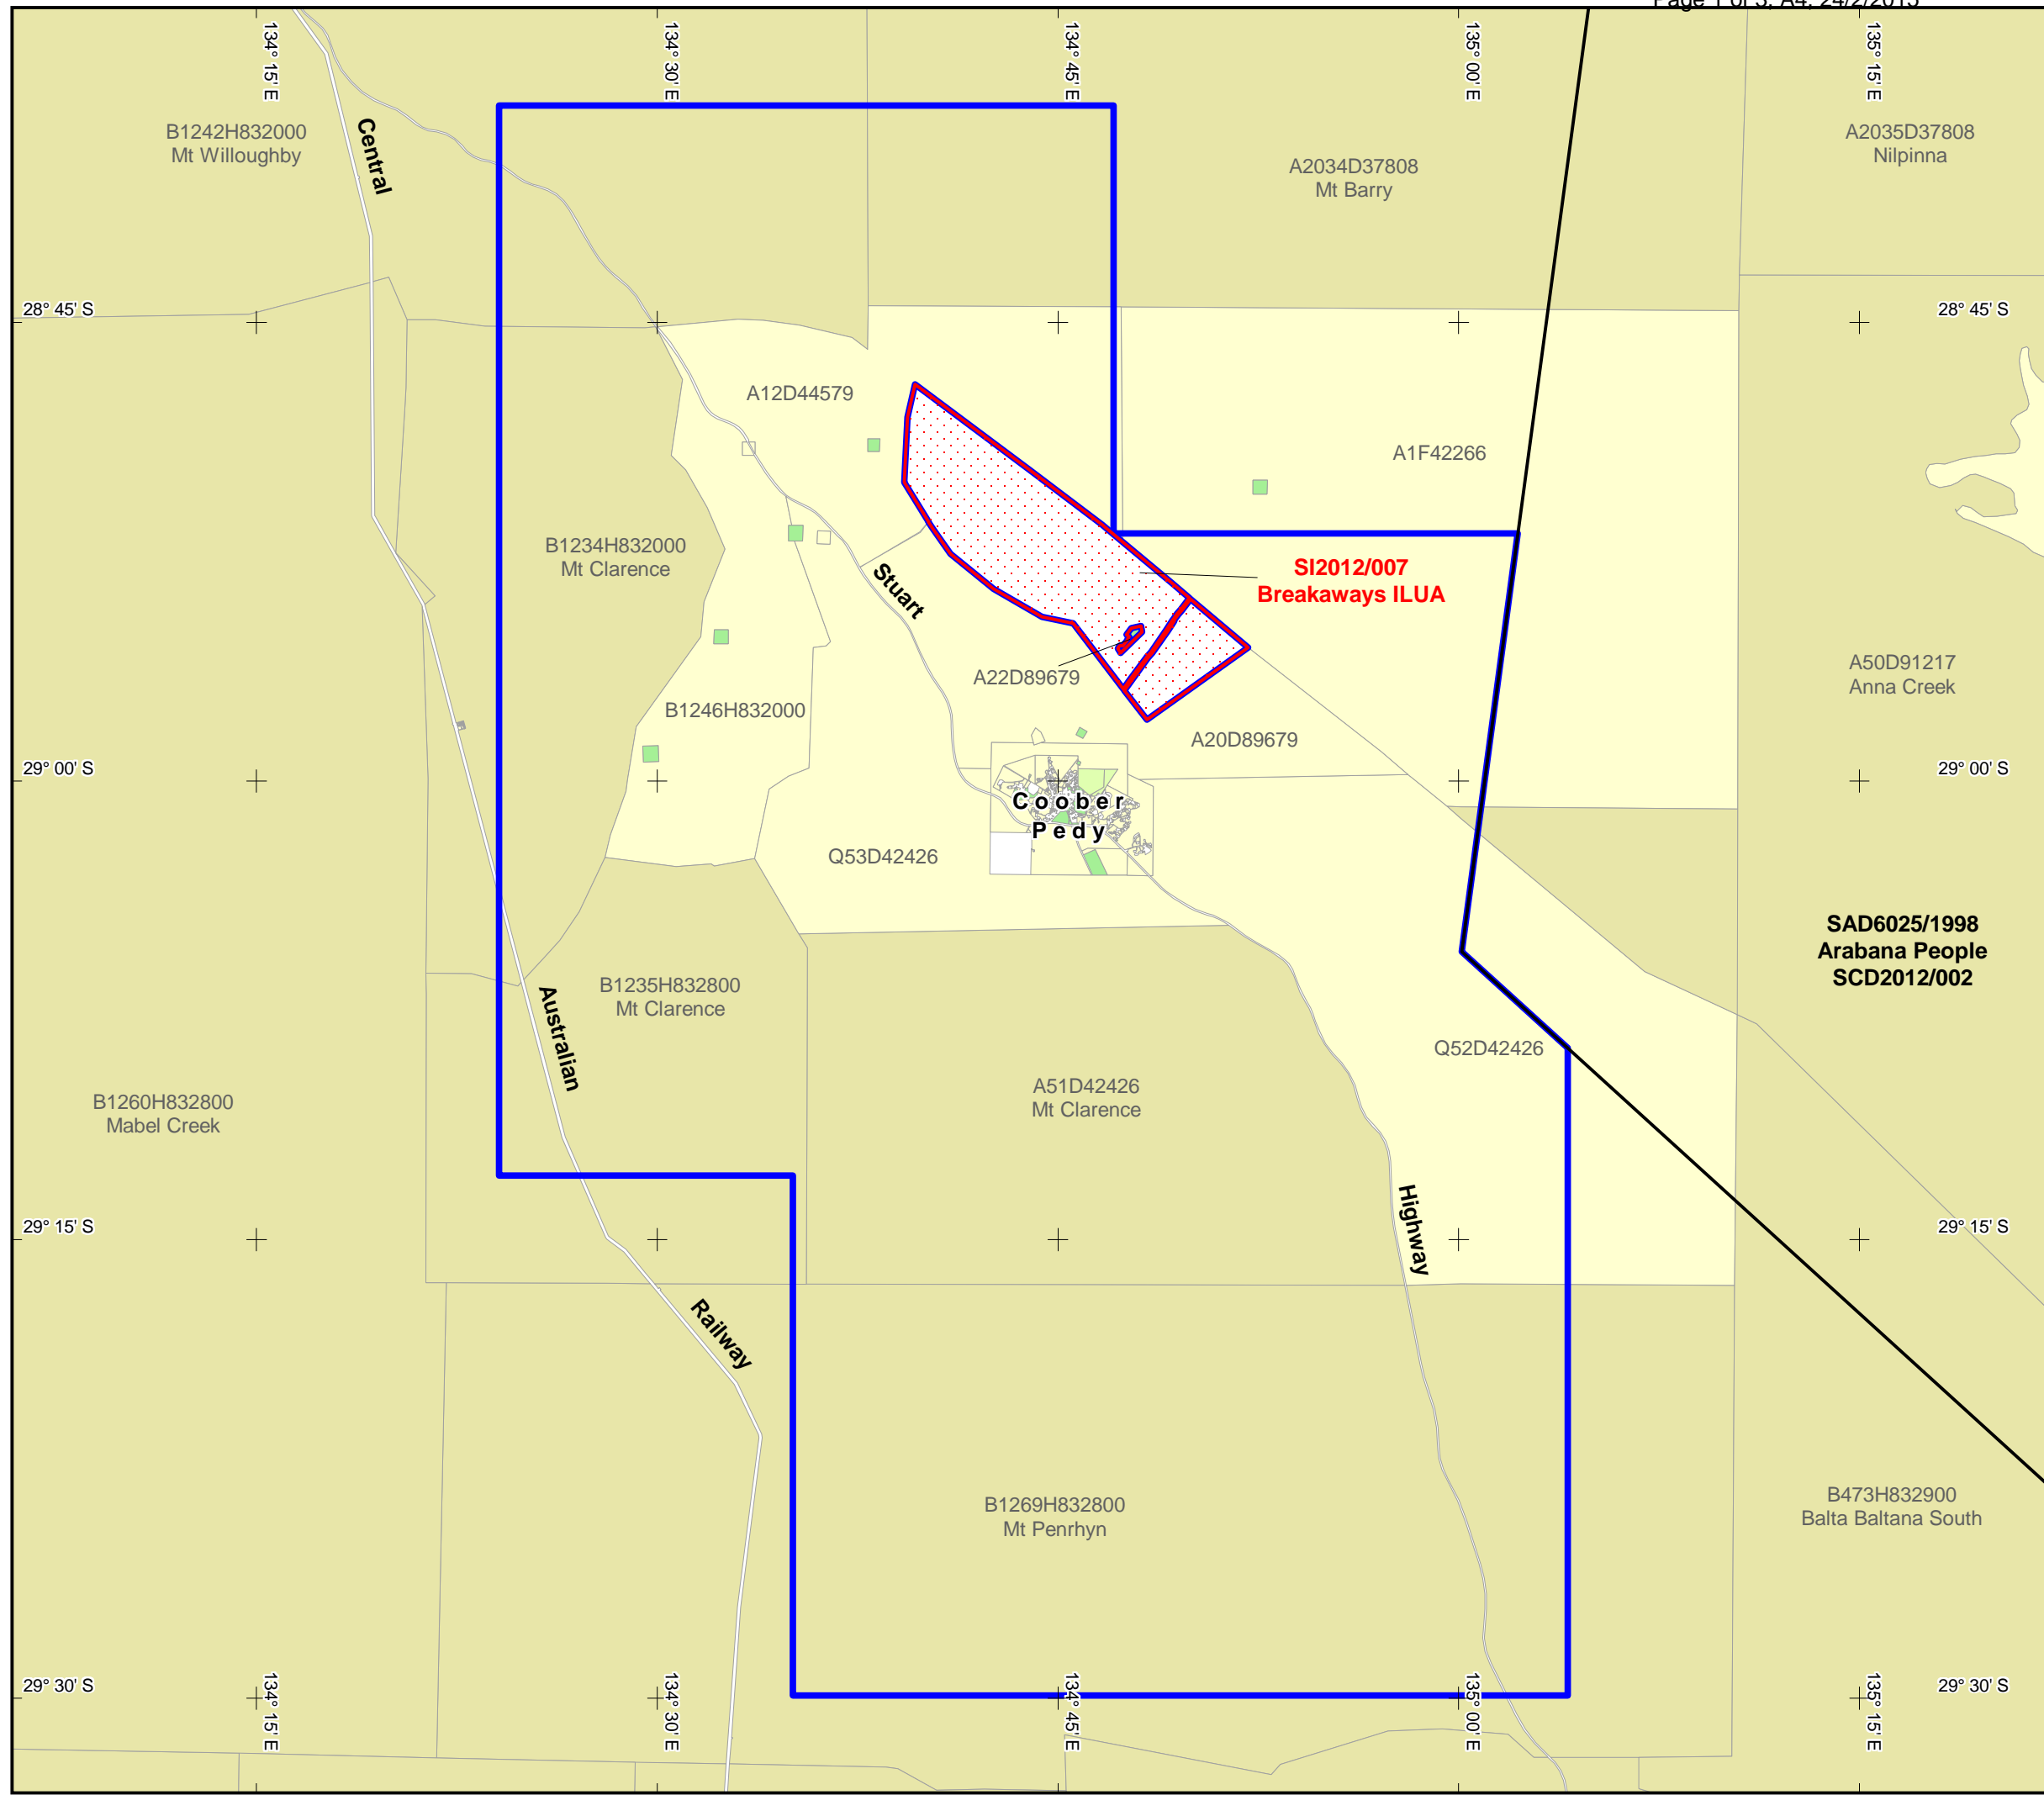 Page 1 of 3, A4, 24/2/2015
134° 15' E
134° 30' E
134° 45' E
135° 00' E
135° 15' E
B1242H832000
Mt Willoughby
Central
A2034D37808
Mt Barry
A2035D37808
Nilpinna
28° 45' S
28° 45' S
A12D44579
A1F42266
B1234H832000
Mt Clarence
Stuart
SI2012/007
Breakaways ILUA
A22D89679
A50D91217
Anna Creek
B1246H832000
A20D89679
29° 00' S
29° 00' S
Coober
Pedy
Q53D42426
SAD6025/1998
Arabana People
SCD2012/002
B1235H832800
Mt Clarence
Australian
Q52D42426
A51D42426
Mt Clarence
B1260H832800
Mabel Creek
Highway
29° 15' S
29° 15' S
Railway
B1269H832800
Mt Penrhyn
B473H832900
Balta Baltana South
29° 30' S
29° 30' S
134° 15' E
134° 30' E
134° 45' E
135° 00' E
135° 15' E